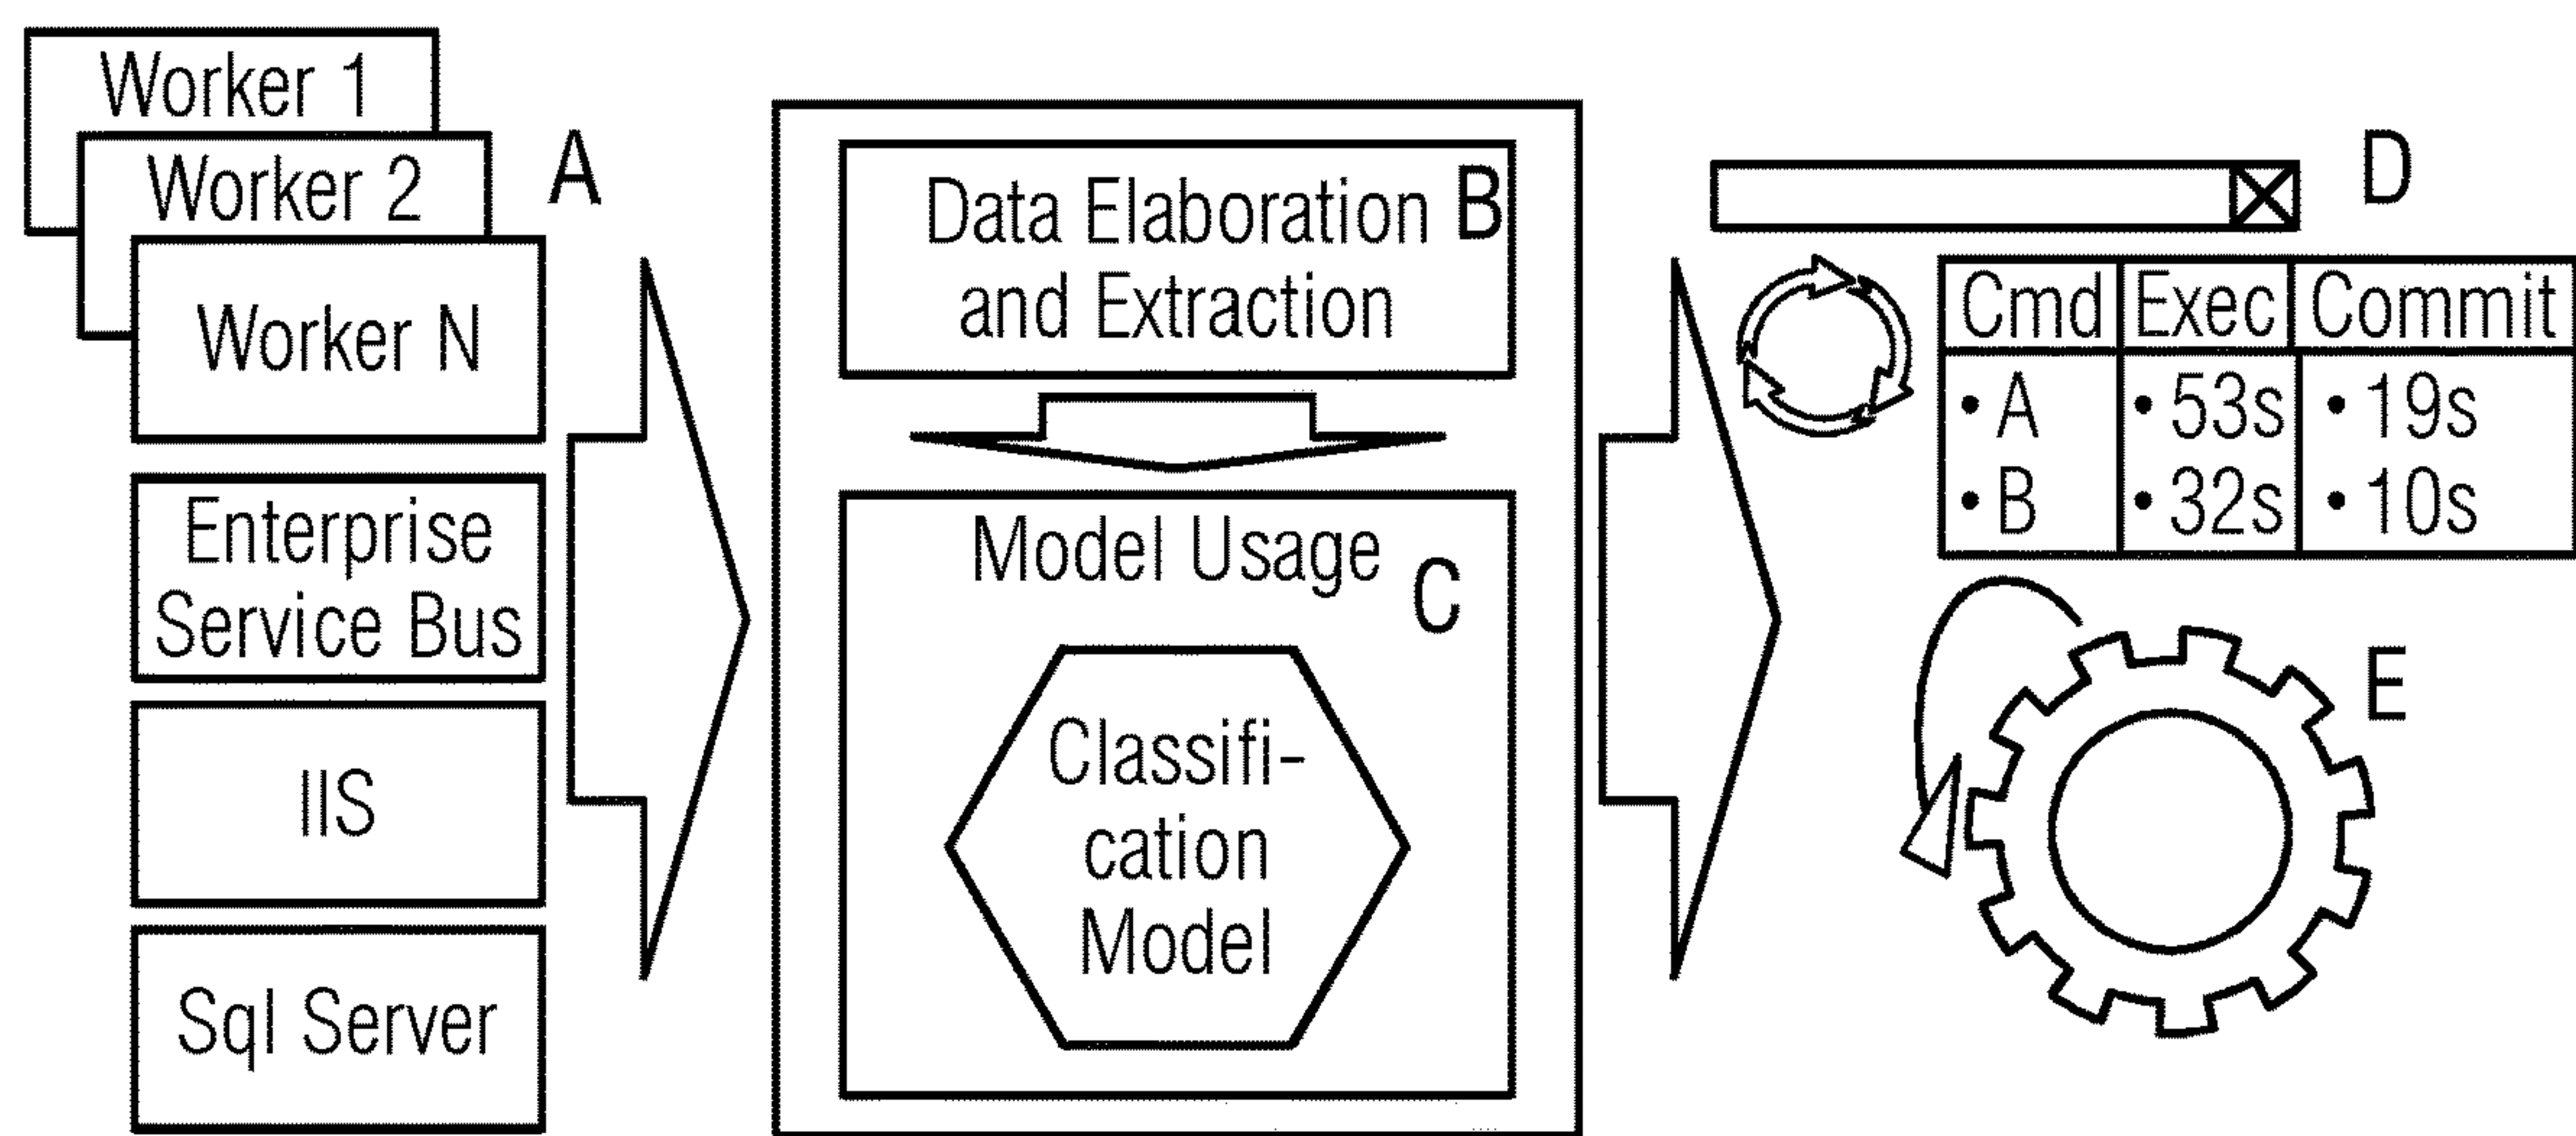 Worker 1
Worker 2
A
Worker N
Enterprise
Service Bus
IIS
Sql Server
Data Elaboration B
and Extraction
Model Usage
C
Classifi-
cation
Model
D
Cmd Exec Commit
• A • 53s • 19s
• B • 32s • 10s
E